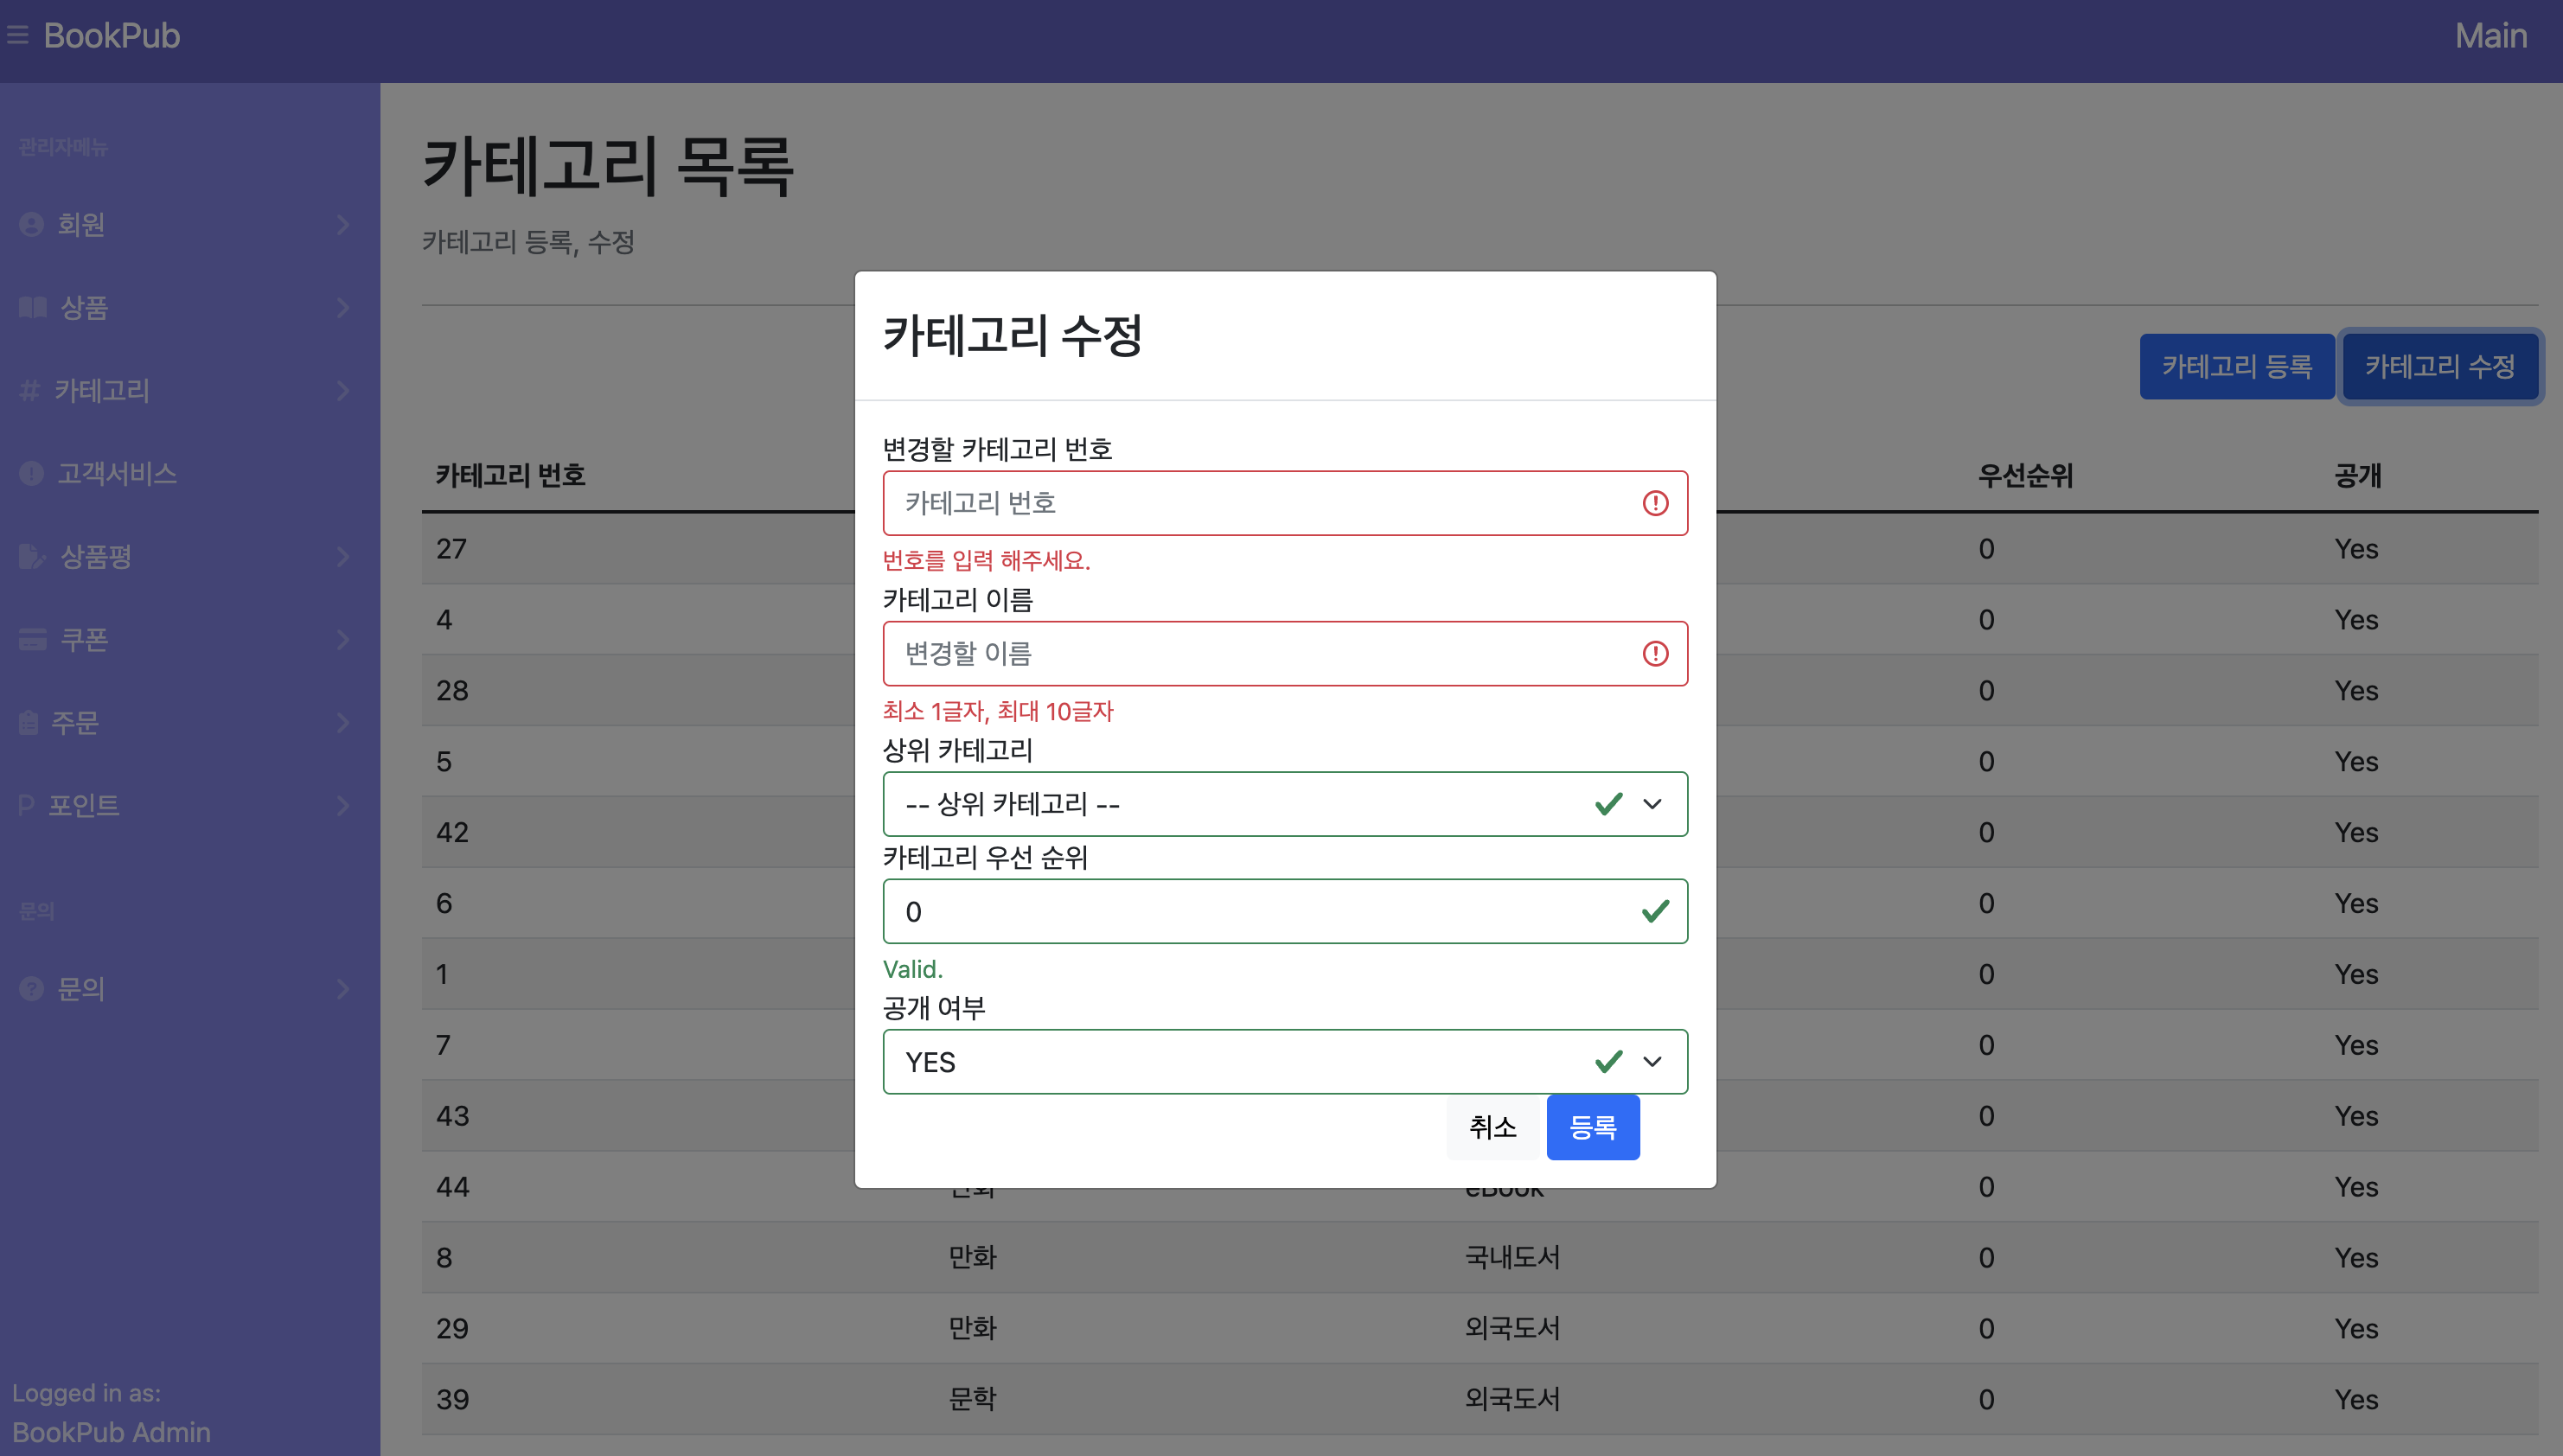 BookPub
Main
관리자메뉴
회원
상품
카테고리
고객서비스
상품평
쿠폰
주문
포인트
문의
문의
Logged in as:
BookPub Admin
카테고리 목록
카테고리 등록, 수정
카테고리 등록 카테고리 수정
카테고리 번호 우선순위 공개
27 0 Yes
4 0 Yes
28 0 Yes
5 0 Yes
42 0 Yes
6 0 Yes
1 0 Yes
7 0 Yes
43 0 Yes
44 만화 eBook 0 Yes
8 만화 국내도서 0 Yes
29 만화 외국도서 0 Yes
39 문학 외국도서 0 Yes
카테고리 수정
변경할 카테고리 번호
카테고리 번호
번호를 입력 해주세요.
카테고리 이름
변경할 이름
최소 1글자, 최대 10글자
상위 카테고리
-- 상위 카테고리 --
카테고리 우선 순위
0
Valid.
공개 여부
YES
취소 등록